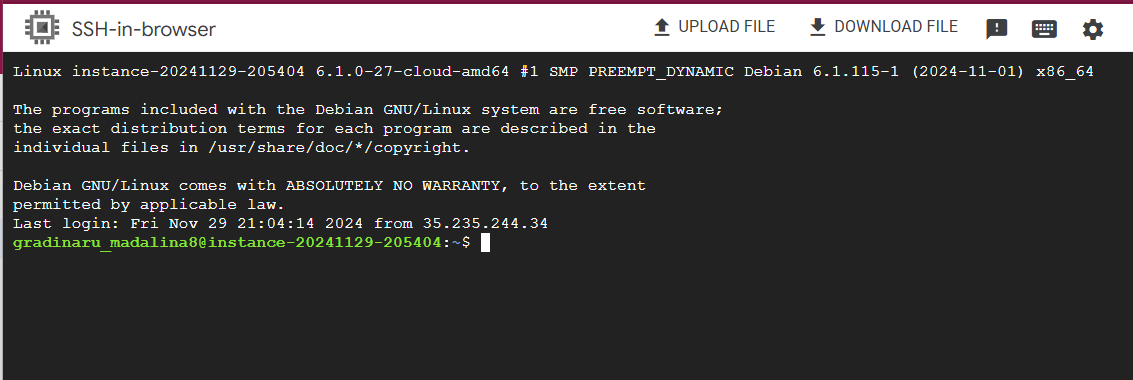 SSH-in-browser
UPLOAD FILE
DOWNLOAD FILE
Linux instance-20241129-205404 6.1.0-27-cloud-amd64 #1 SMP PREEMPT_DYNAMIC Debian 6.1.115-1 (2024-11-01) x86_64
The programs included with the Debian GNU/Linux system are free software;
the exact distribution terms for each program are described in the
individual files in /usr/share/doc/*/copyright.
Debian GNU/Linux comes with ABSOLUTELY NO WARRANTY, to the extent
permitted by applicable law.
Last login: Fri Nov 29 21:04:14 2024 from 35.235.244.34
gradinaru_madalina8@instance-20241129-205404:~$